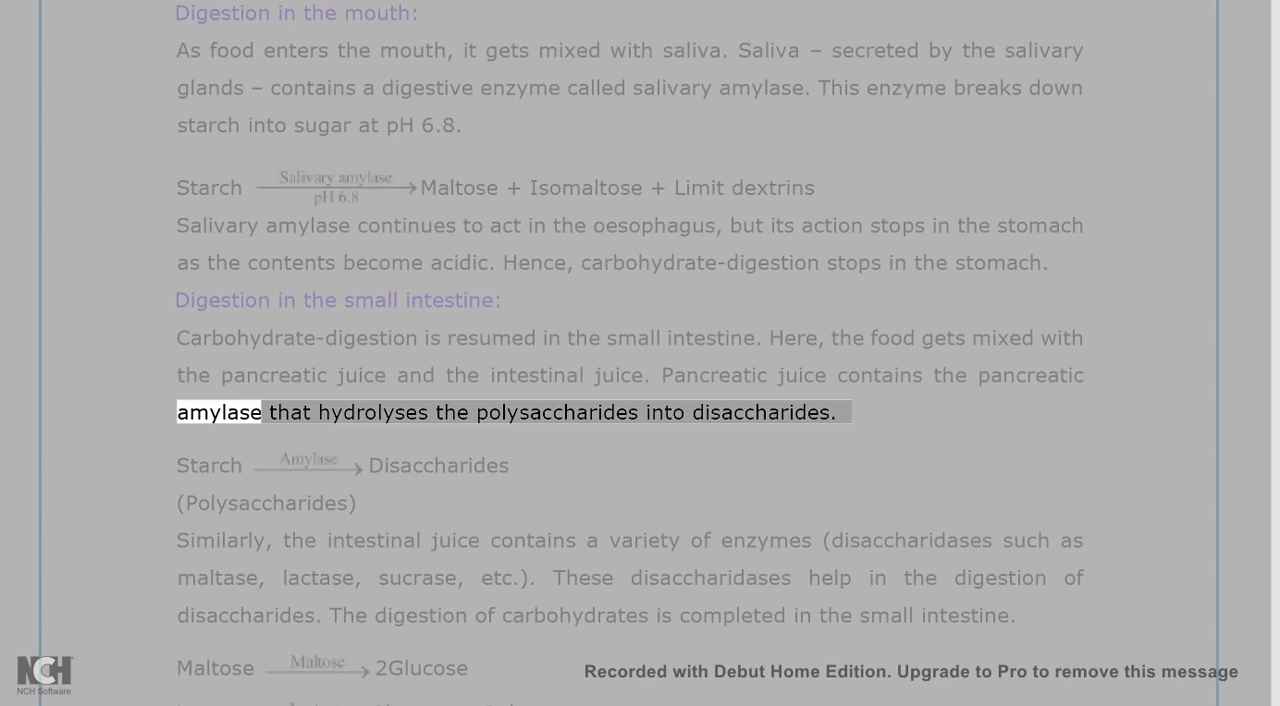 Digestion in the mouth:
As food enters the mouth, it gets mixed with saliva. Saliva – secreted by the salivary
glands – contains a digestive enzyme called salivary amylase. This enzyme breaks down
starch into sugar at pH 6.8.
Salivary amylase
Starch → Maltose + Isomaltose + Limit dextrins
pH 6.8
Salivary amylase continues to act in the oesophagus, but its action stops in the stomach
as the contents become acidic. Hence, carbohydrate-digestion stops in the stomach.
Digestion in the small intestine:
Carbohydrate-digestion is resumed in the small intestine. Here, the food gets mixed with
the pancreatic juice and the intestinal juice. Pancreatic juice contains the pancreatic
amylase that hydrolyses the polysaccharides into disaccharides.
Amylase
Starch → Disaccharides
(Polysaccharides)
Similarly, the intestinal juice contains a variety of enzymes (disaccharidases such as
maltase, lactase, sucrase, etc.). These disaccharidases help in the digestion of
disaccharides. The digestion of carbohydrates is completed in the small intestine.
Maltose
Maltose → 2Glucose
NCH
NCH Software
Recorded with Debut Home Edition. Upgrade to Pro to remove this message